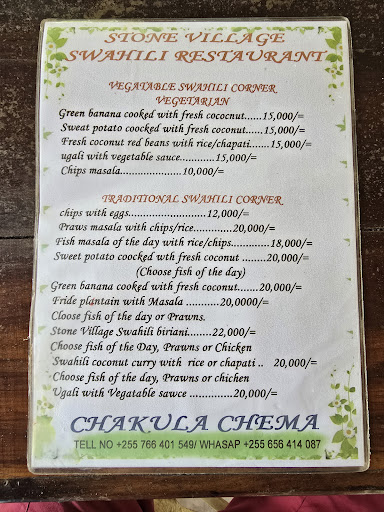 STONE VILLAGE
SWAHILI RESTAURANT
VEGATABLE SWAHILI CORNER
VEGETARIAN
Green banana cooked with fresh cococnut......15,000/=
Sweat potato coocked with fresh coconut......15,000/=
Fresh coconut red beans with rice/chapati.......15,000/=
ugali with vegetable sauce............15,000/=
Chips masala......................10,000/=
TRADITIONAL SWAHILI CORNER
chips with eggs..........................12,000/=
Praws masala with chips/rice.............20,000/=
Fish masala of the day with rice/chips.............18,000/=
Sweet potato coocked wth fresh coconut ........20,000/=
(Choose fish of the day)
Green banana cooked wth fresh coconut.......20,000/=
Fride plantain with Masala ...........20,0000/=
Cloose fish of the day or Prawns.
Stone Village Swahili biriani........22,000/=
Choose fish of the Day, Prawns or Chicken
Swahili coconut curry with rice or chapati .. 20,000/=
Choose fish of the day, Prawns or chichen
Ugali with Vegatable sawce ..............20,000/=
CHAKULA CHEMA
TELL NO +255 766 401 549/ WHASAP +255 656 414 087